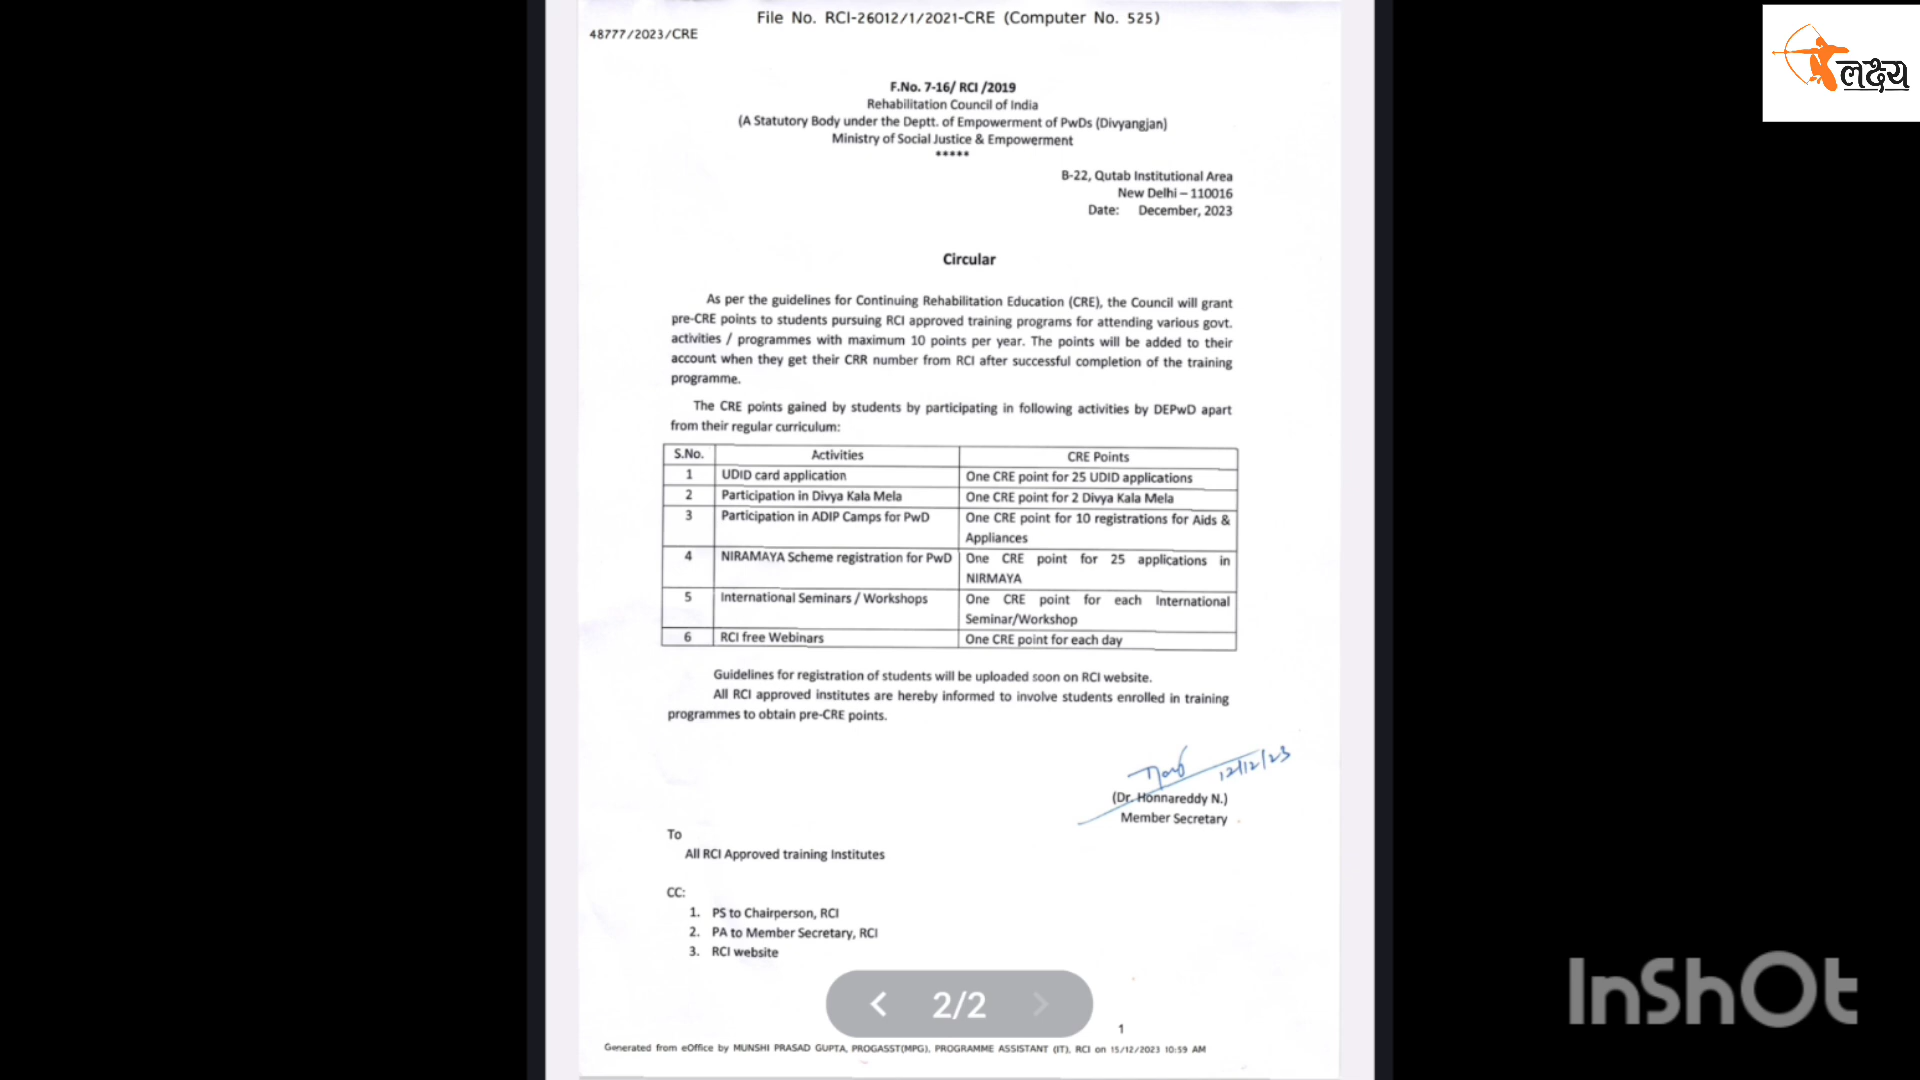 File No. RCI-26012/1/2021-CRE (Computer No. 525)
48777/2023/CRE
लक्ष्य
F.No. 7-16/ RCI /2019
Rehabilitation Council of India
(A Statutory Body under the Deptt. of Empowerment of PwDs (Divyangjan)
Ministry of Social Justice & Empowerment
*****
B-22, Qutab Institutional Area
New Delhi – 110016
Date: December, 2023
Circular
As per the guidelines for Continuing Rehabilitation Education (CRE), the Council will grant
pre-CRE points to students pursuing RCI approved training programs for attending various govt.
activities / programmes with maximum 10 points per year. The points will be added to their
account when they get their CRR number from RCI after successful completion of the training
programme.
The CRE points gained by students by participating in following activities by DEPwD apart
from their regular curriculum:
S.No. Activities CRE Points
1 UDID card application One CRE point for 25 UDID applications
2 Participation in Divya Kala Mela One CRE point for 2 Divya Kala Mela
3 Participation in ADIP Camps for PwD One CRE point for 10 registrations for Aids &
Appliances
4 NIRAMAYA Scheme registration for PwD One CRE point for 25 applications in
NIRMAYA
5 International Seminars / Workshops One CRE point for each International
Seminar/Workshop
6 RCI free Webinars One CRE point for each day
Guidelines for registration of students will be uploaded soon on RCI website.
All RCI approved institutes are hereby informed to involve students enrolled in training
programmes to obtain pre-CRE points.
12/12/23
(Dr. Honnareddy N.)
Member Secretary
To
All RCI Approved training Institutes
CC:
1. PS to Chairperson, RCI
2. PA to Member Secretary, RCI
3. RCI website
2/2
1
Generated from eOffice by MUNSHI PRASAD GUPTA, PROGASST(MPG), PROGRAMME ASSISTANT (IT), RCI on 15/12/2023 10:59 AM
InShOt